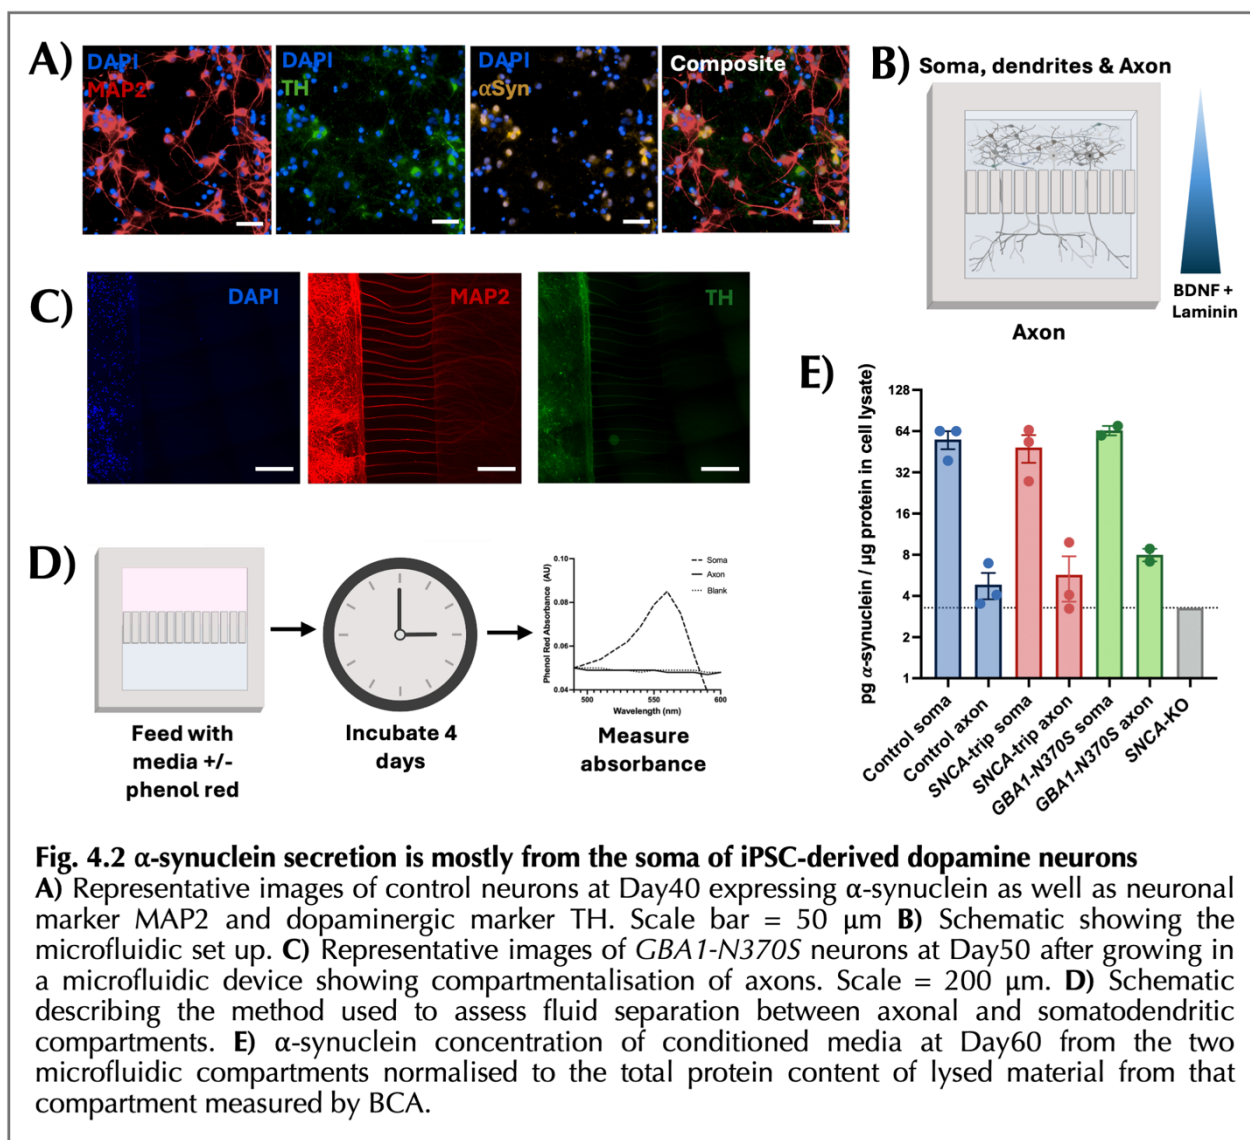 A)
DAPI
MAP2
DAPI
TH
DAPI
αSyn
Composite
B)
Soma, dendrites & Axon
BDNF +
Laminin
Axon
C)
DAPI
MAP2
TH
D)
Feed with
media +/-
phenol red
Incubate 4
days
Phenol Red Absorbance (AU)
0.10
0.08
0.06
0.04
500
550
600
Wavelength (nm)
Soma
Axon
Blank
Measure
absorbance
E)
pg α-synuclein / µg protein in cell lysate
128
64
32
16
8
4
2
1
Control soma
Control axon
SNCA-trip soma
SNCA-trip axon
GBA1-N370S soma
GBA1-N370S axon
SNCA-KO
Fig. 4.2 α-synuclein secretion is mostly from the soma of iPSC-derived dopamine neurons
A) Representative images of control neurons at Day40 expressing α-synuclein as well as neuronal
marker MAP2 and dopaminergic marker TH. Scale bar = 50 µm B) Schematic showing the
microfluidic set up. C) Representative images of GBA1-N370S neurons at Day50 after growing in
a microfluidic device showing compartmentalisation of axons. Scale = 200 µm. D) Schematic
describing the method used to assess fluid separation between axonal and somatodendritic
compartments. E) α-synuclein concentration of conditioned media at Day60 from the two
microfluidic compartments normalised to the total protein content of lysed material from that
compartment measured by BCA.